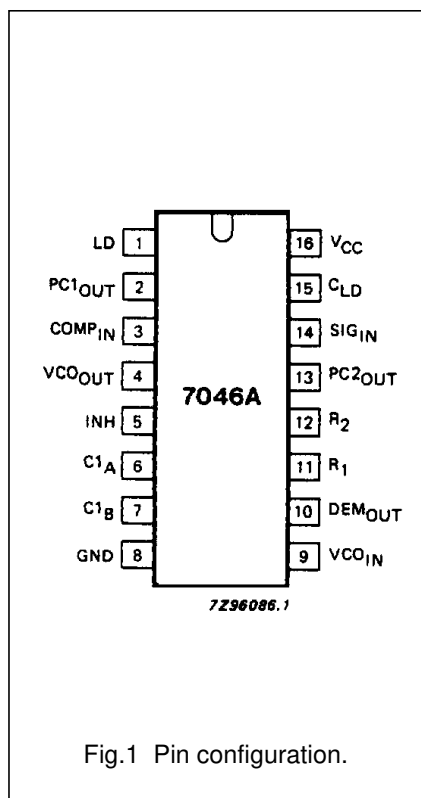 LD 1
PC1OUT 2
COMPIN 3
VCOOUT 4
INH 5
C1A 6
C1B 7
GND 8
7046A
16 VCC
15 CLD
14 SIGIN
13 PC2OUT
12 R2
11 R1
10 DEMOUT
9 VCOIN
7Z96086.1
Fig.1 Pin configuration.